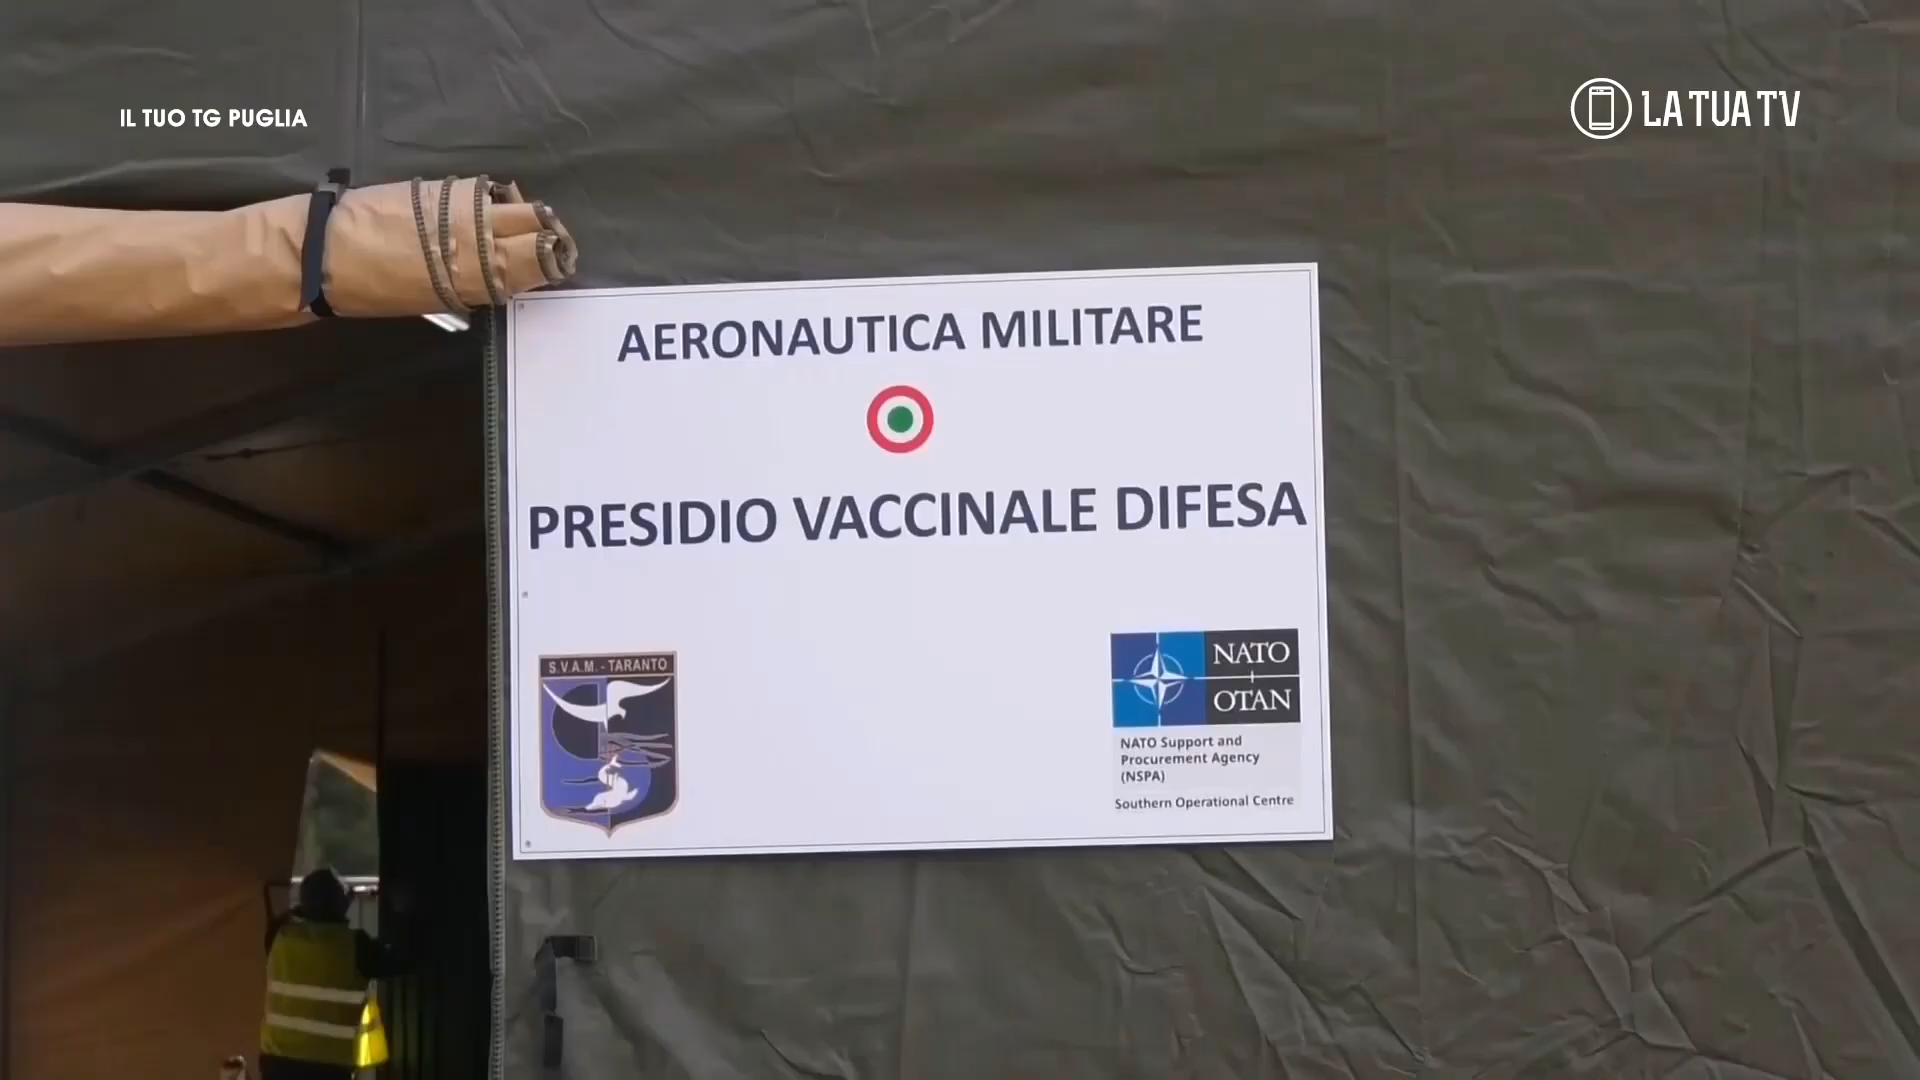 IL TUO TG PUGLIA
LA TUA TV
AERONAUTICA MILITARE
PRESIDIO VACCINALE DIFESA
S.V.A.M. - TARANTO
NATO
OTAN
NATO Support and
Procurement Agency
(NSPA)
Southern Operational Centre